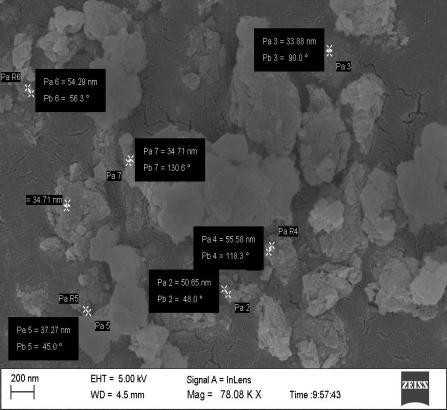 Pa 3 = 33.88 nm
Pb 3 = 90.0 °
Pa 3
Pa R6
Pa 6 = 54.29 nm
Pb 6 = 56.3 °
Pa 7 = 34.71 nm
Pb 7 = 130.6 °
Pa 7
= 34.71 nm
Pa R4
Pa 4 = 55.58 nm
Pb 4 = 118.3 °
Pa 2 = 50.65 nm
Pb 2 = 48.0 °
Pa 2
Pa R5
Pa 5
Pa 5 = 37.27 nm
Pb 5 = 45.0 °
200 nm
EHT = 5.00 kV
Signal A = InLens
ZEISS
WD = 4.5 mm
Mag = 78.08 K X
Time :9:57:43